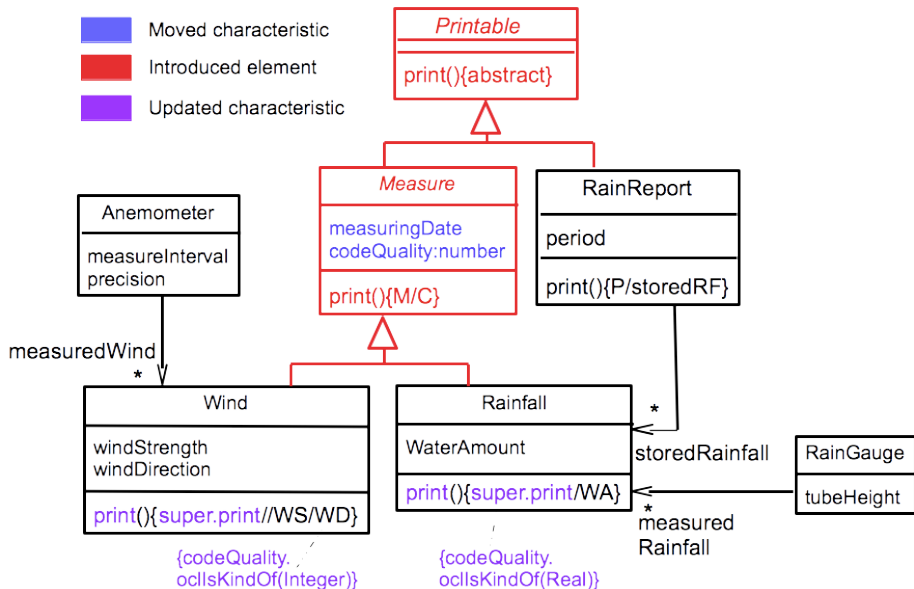 Moved characteristic
Introduced element
Updated characteristic
Printable
print(){abstract}
Measure
measuringDate
codeQuality:number
print(){M/C}
RainReport
period
print(){P/storedRF}
Anemometer
measureInterval
precision
measuredWind
*
Wind
windStrength
windDirection
print(){super.print//WS/WD}
{codeQuality.
oclIsKindOf(Integer)}
Rainfall
WaterAmount
print(){super.print/WA}
{codeQuality.
oclIsKindOf(Real)}
*
storedRainfall
RainGauge
tubeHeight
*
measured
Rainfall